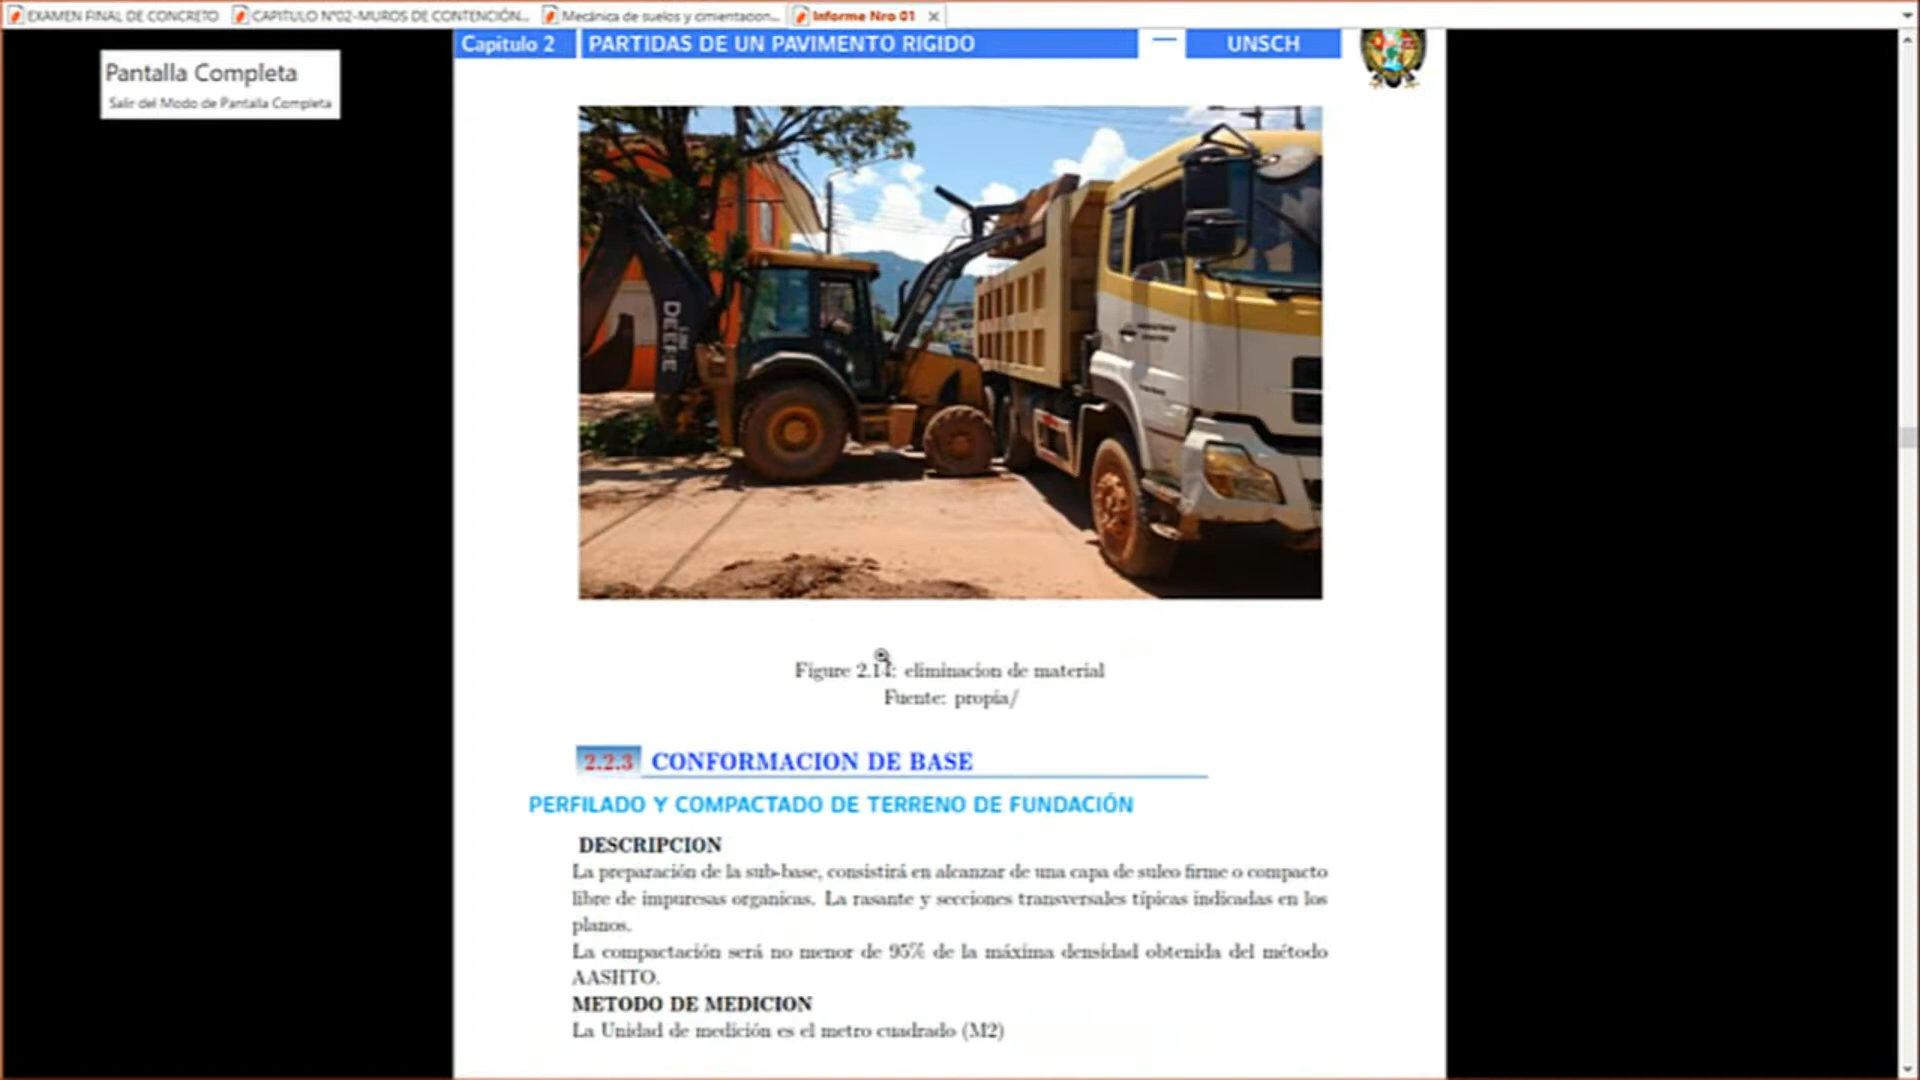 EXAMEN FINAL DE CONCRETO
CAPITULO Nº02-MUROS DE CONTENCIÓN...
Mecánica de suelos y cimentacion...
Informe Nro 01
Pantalla Completa
Salir del Modo de Pantalla Completa
Capitulo 2
PARTIDAS DE UN PAVIMENTO RIGIDO
UNSCH
DEERE
Figure 2.14: eliminacion de material
Fuente: propia/
2.2.3 CONFORMACION DE BASE
PERFILADO Y COMPACTADO DE TERRENO DE FUNDACIÓN
DESCRIPCION
La preparación de la sub-base, consistirá en alcanzar de una capa de suleo firme o compacto
libre de impuresas organicas. La rasante y secciones transversales típicas indicadas en los
planos.
La compactación será no menor de 95% de la máxima densidad obtenida del método
AASHTO.
METODO DE MEDICION
La Unidad de medición es el metro cuadrado (M2)